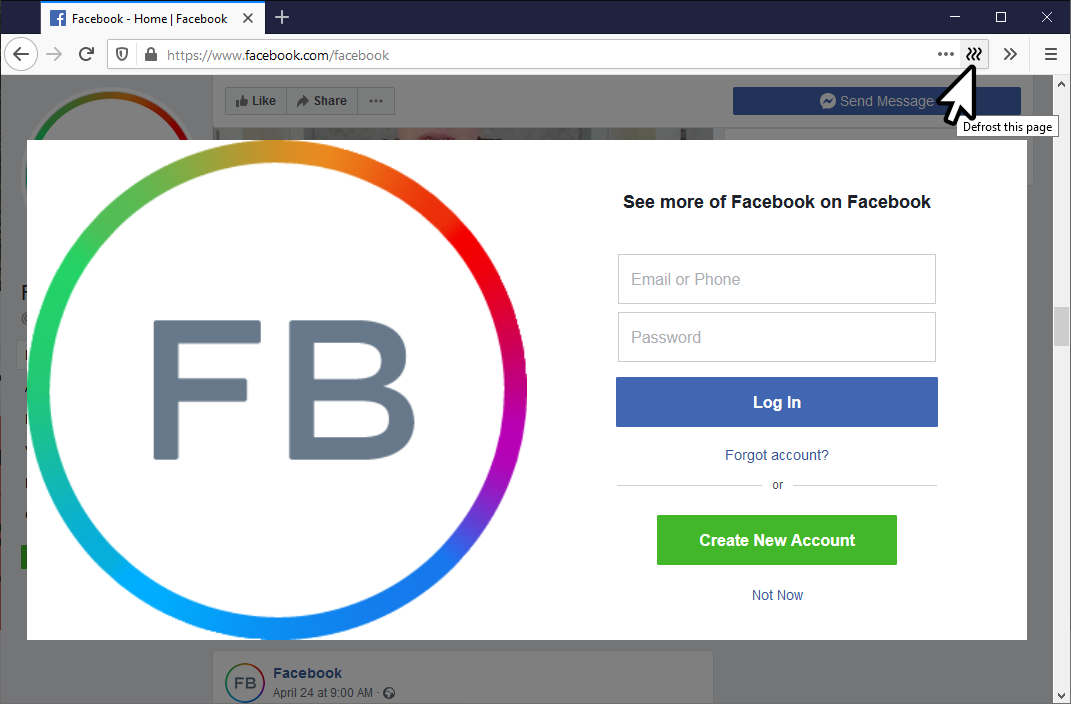 Facebook - Home | Facebook
https://www.facebook.com/facebook
Like
Share
Send Message
Defrost this page
FB
See more of Facebook on Facebook
Email or Phone
Password
Log In
Forgot account?
or
Create New Account
Not Now
FB
Facebook
April 24 at 9:00 AM ·